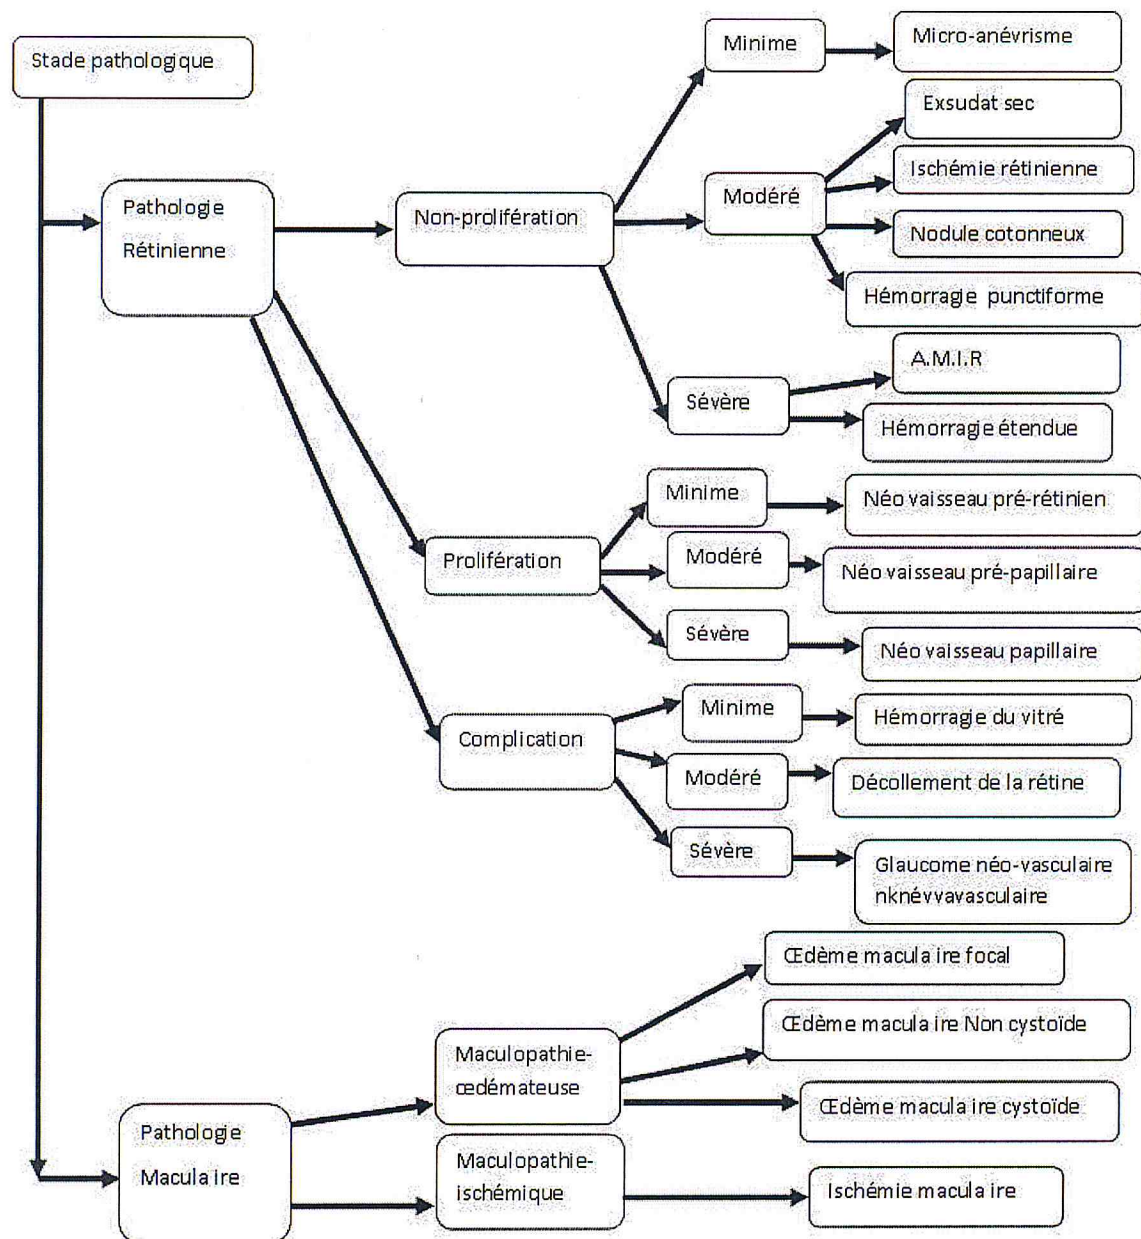 Stade pathologique
Pathologie
Rétinienne
Non-prolifération
Minime
Micro-anévrisme
Modéré
Exsudat sec
Ischémie rétinienne
Nodule cotonneux
Hémorragie punctiforme
Sévère
A.M.I.R
Hémorragie étendue
Prolifération
Minime
Néo vaisseau pré-rétinien
Modéré
Néo vaisseau pré-papillaire
Sévère
Néo vaisseau papillaire
Complication
Minime
Hémorragie du vitré
Modéré
Décollement de la rétine
Sévère
Glaucome néo-vasculaire
nknévvavasculaire
Pathologie
Maculaire
Maculopathie-
œdémateuse
Œdème maculaire focal
Œdème maculaire Non cystoïde
Œdème maculaire cystoïde
Maculopathie-
ischémique
Ischémie maculaire